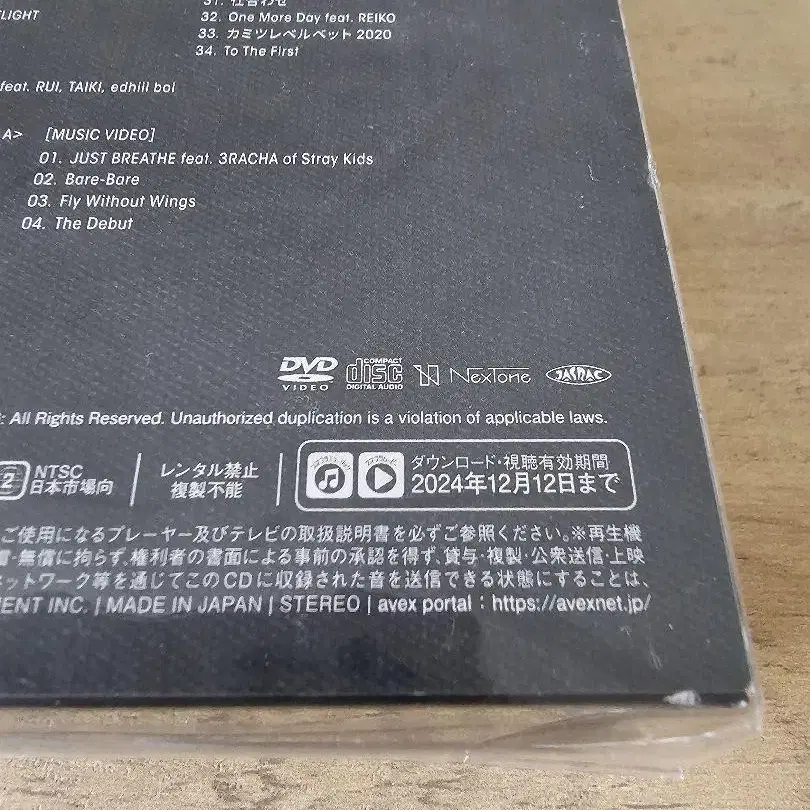 LIGHT
31. 仕合わせ
32. One More Day feat. REIKO
33. カミツレベルベット 2020
34. To The First
feat. RUI, TAIKI, edhiii boi
A> [MUSIC VIDEO]
01. JUST BREATHE feat. 3RACHA of Stray Kids
02. Bare-Bare
03. Fly Without Wings
04. The Debut
DVD VIDEO COMPACT disc DIGITAL AUDIO NexTone JASRAC
All Rights Reserved. Unauthorized duplication is a violation of applicable laws.
2 NTSC 日本市場向
レンタル禁止
複製不能
ダウンロード・視聴有効期間
2024年12月12日まで
ご使用になるプレーヤー及びテレビの取扱説明書を必ずご参照ください。※再生機
・無償に拘らず、権利者の書面による事前の承認を得ず、貸与・複製・公衆送信・上映
ネットワーク等を通じてこのCDに収録された音を送信できる状態にすることは、
MENT INC. | MADE IN JAPAN | STEREO | avex portal : https://avexnet.jp/